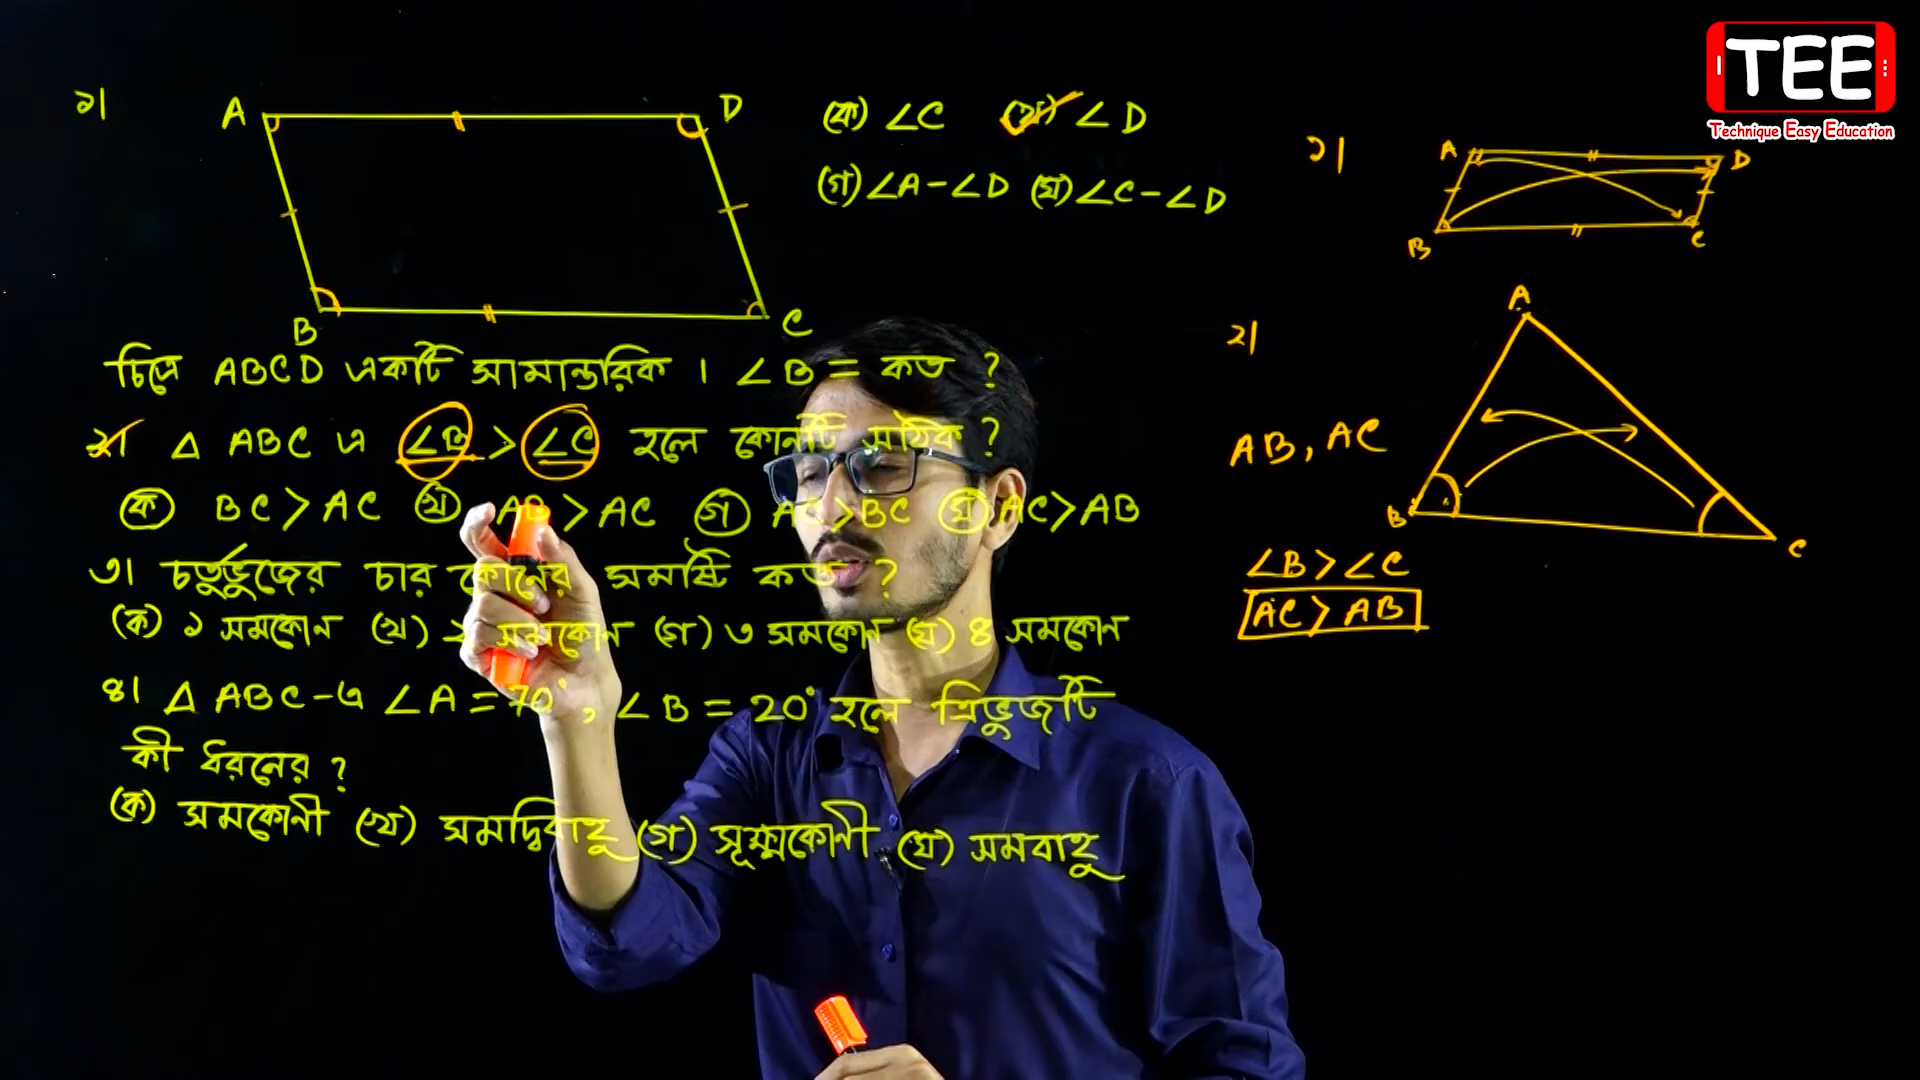 ১।
A D
B C
(ক) ∠C (খ) ∠D
(গ) ∠A-∠D (ঘ) ∠C-∠D
চিত্রে ABCD একটি সামান্তরিক। ∠B = কত ?
২। △ ABC এ ∠B > ∠C হলে কোনটি সঠিক ?
ক BC > AC খ AB > AC গ AC > BC ঘ AC > AB
৩। চর্তুভুজের চার কোনের সমষ্টি কত ?
(ক) ১ সমকোন (খ) ২ সমকোন (গ) ৩ সমকোন (ঘ) ৪ সমকোন
৪। △ ABC-এ ∠A = 70°, ∠B = 20° হলে ত্রিভুজটি
কী ধরনের ?
(ক) সমকোনী (খ) সমদ্বিবাহু (গ) সূক্ষ্মকোনী (ঘ) সমবাহু
TEE
Technique Easy Education
১।
A D
B C
২।
A
AB, AC
B C
∠B > ∠C
AC > AB